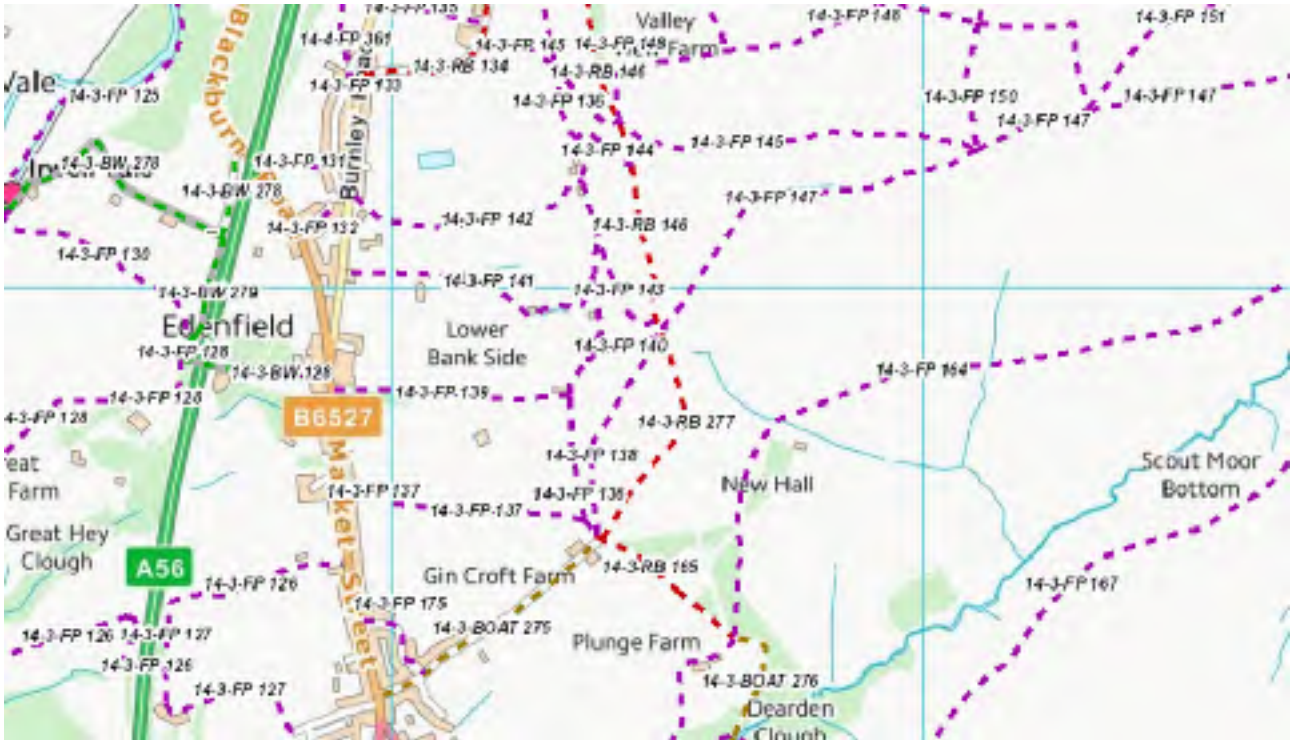 14-3-FP 135
Valley
14-3-FP 146
14-3-FP 151
Blackburn
14-4-FP 361
14-3-FP 145
14-3-FP 148
Farm
14-3-RB 134
14-3-RB 146
Vale
14-3-FP 133
14-3-FP 125
14-3-FP 136
14-3-FP 150
14-3-FP 147
14-3-FP 147
Burnley
14-3-FP 131
14-3-FP 144
14-3-FP 145
14-3-BW 278
14-3-BW 278
14-3-FP 147
14-3-FP 142
14-3-FP 132
14-3-RB 146
14-3-FP 130
14-3-FP 141
14-3-BW 279
14-3-FP 143
Edenfield
Lower
Bank Side
14-3-FP 128
14-3-FP 140
14-3-BW 128
14-3-FP 164
14-3-FP 128
14-3-FP 139
4-3-FP 128
B6527
14-3-RB 277
Market Street
14-3-FP 138
eat
Farm
Scout Moor
Bottom
New Hall
14-3-FP 137
14-3-FP 138
14-3-FP 137
Great Hey
Clough
A56
14-3-RB 165
Gin Croft Farm
14-3-FP 126
14-3-FP 167
14-3-FP 175
14-3-BOAT 275
14-3-FP 126
14-3-FP 127
Plunge Farm
14-3-FP 126
14-3-FP 127
14-3-BOAT 276
Dearden
Clough